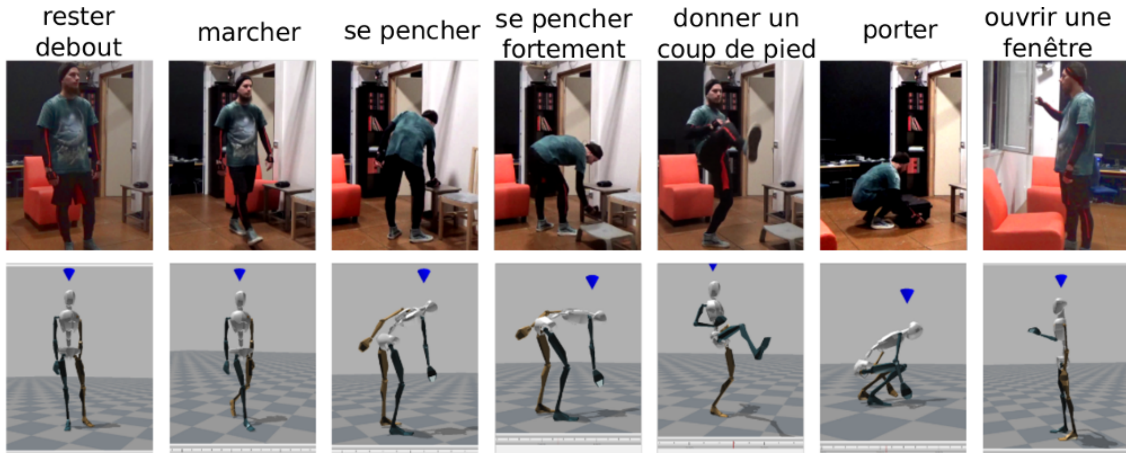 rester
debout
marcher
se pencher
se pencher
fortement
donner un
coup de pied
porter
ouvrir une
fenêtre